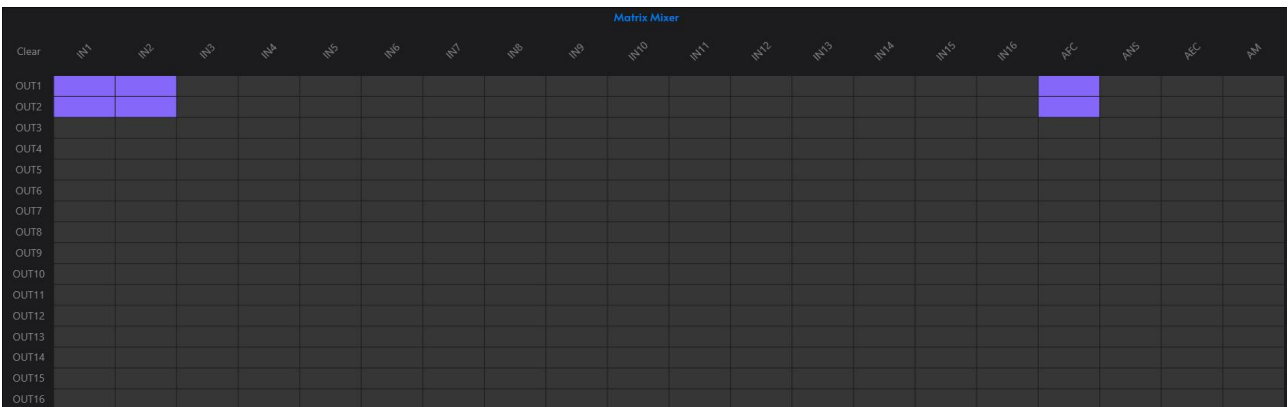 Matrix Mixer
Clear IN1 IN2 IN3 IN4 IN5 IN6 IN7 IN8 IN9 IN10 IN11 IN12 IN13 IN14 IN15 IN16 AFC ANS AEC AM
OUT1
OUT2
OUT3
OUT4
OUT5
OUT6
OUT7
OUT8
OUT9
OUT10
OUT11
OUT12
OUT13
OUT14
OUT15
OUT16